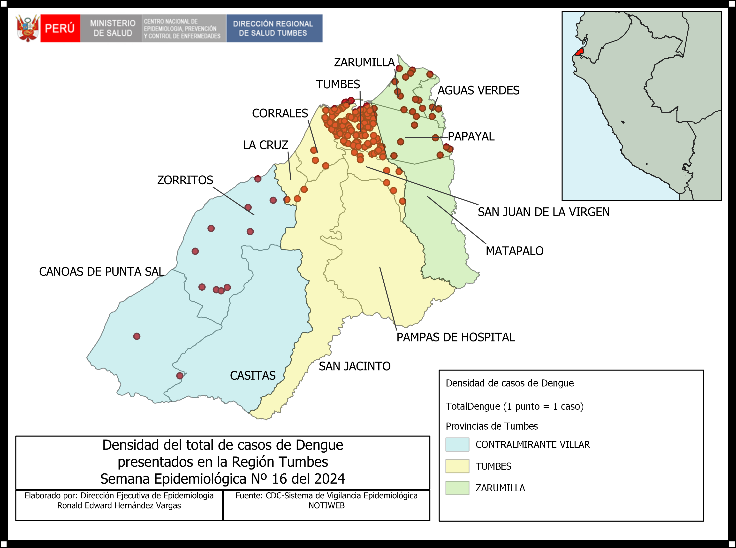 PERÚ
MINISTERIO
DE SALUD
CENTRO NACIONAL DE
EPIDEMIOLOGÍA, PREVENCIÓN
Y CONTROL DE ENFERMEDADES
DIRECCIÓN REGIONAL
DE SALUD TUMBES
ZARUMILLA
TUMBES
AGUAS VERDES
CORRALES
PAPAYAL
LA CRUZ
ZORRITOS
SAN JUAN DE LA VIRGEN
MATAPALO
CANOAS DE PUNTA SAL
PAMPAS DE HOSPITAL
SAN JACINTO
CASITAS
Densidad de casos de Dengue
TotalDengue (1 punto = 1 caso)
Provincias de Tumbes
CONTRALMIRANTE VILLAR
TUMBES
ZARUMILLA
Densidad del total de casos de Dengue
presentados en la Región Tumbes
Semana Epidemiológica Nº 16 del 2024
Elaborado por: Dirección Ejecutiva de Epidemiologia
Ronald Edward Hernández Vargas
Fuente: CDC-Sistema de Vigilancia Epidemiológica
NOTIWEB